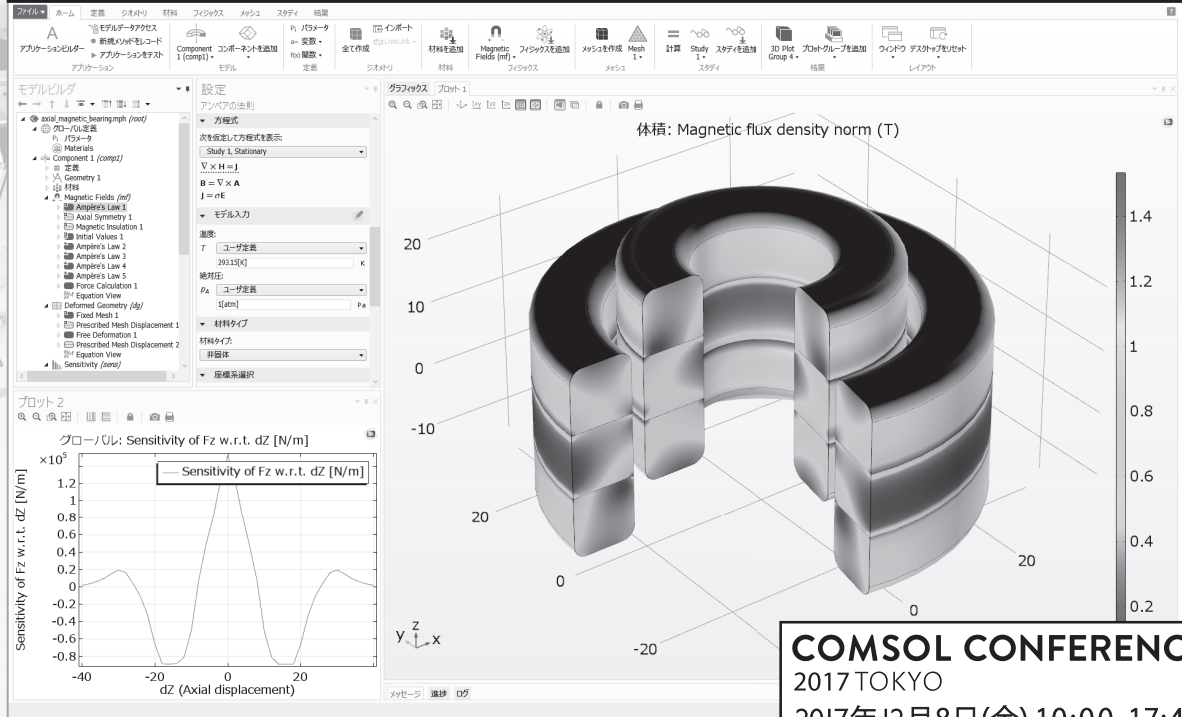 ファイル▼ ホーム 定義 ジオメトリ 材料 フィジックス メッシュ スタディ 結果
アプリケーションビルダー
モデルデータアクセス
新規メソッドをレコード
アプリケーションをテスト
アプリケーション
Component 1 (comp1)
コンポーネントを追加
モデル
Pi パラメータ
a= 変数
f(x) 関数
定義
全て作成
インポート
LiveLink
ジオメトリ
材料を追加
材料
Magnetic Fields (mf)
フィジックスを追加
フィジックス
メッシュを作成
Mesh 1
メッシュ
計算
Study 1
スタディを追加
スタディ
3D Plot Group 4
プロットグループを追加
結果
ウィンドウ
デスクトップをリセット
レイアウト
モデルビルダ
axial_magnetic_bearing.mph (root)
グローバル定義
Pi パラメータ
Materials
Component 1 (comp1)
定義
Geometry 1
材料
Magnetic Fields (mf)
Ampère's Law 1
Axial Symmetry 1
Magnetic Insulation 1
Initial Values 1
Ampère's Law 2
Ampère's Law 3
Ampère's Law 4
Ampère's Law 5
Force Calculation 1
Equation View
Deformed Geometry (dg)
Fixed Mesh 1
Prescribed Mesh Displacement 1
Free Deformation 1
Prescribed Mesh Displacement 2
Equation View
Sensitivity (sens)
設定
アンペアの法則
方程式
次を仮定して方程式を表示:
Study 1, Stationary
∇ × H = J
B = ∇ × A
J = σE
モデル入力
温度:
T ユーザ定義
293.15[K] K
絶対圧:
pA ユーザ定義
1[atm] Pa
材料タイプ
材料タイプ:
非固体
座標系選択
グラフィックス プロット 1
体積: Magnetic flux density norm (T)
20
10
0
-10
20
0
-20
20
0
y z x
1.4
1.2
1
0.8
0.6
0.4
0.2
プロット 2
グローバル: Sensitivity of Fz w.r.t. dZ [N/m]
×10⁵
Sensitivity of Fz w.r.t. dZ [N/m]
Sensitivity of Fz w.r.t. dZ [N/m]
1.2
1
0.8
0.6
0.4
0.2
0
-0.2
-0.4
-0.6
-0.8
-40 -20 0 20
dZ (Axial displacement)
メッセージ 進捗 ログ
COMSOL CONFERENC
2017 TOKYO
2017年12月8日(金) 10:00-17:4